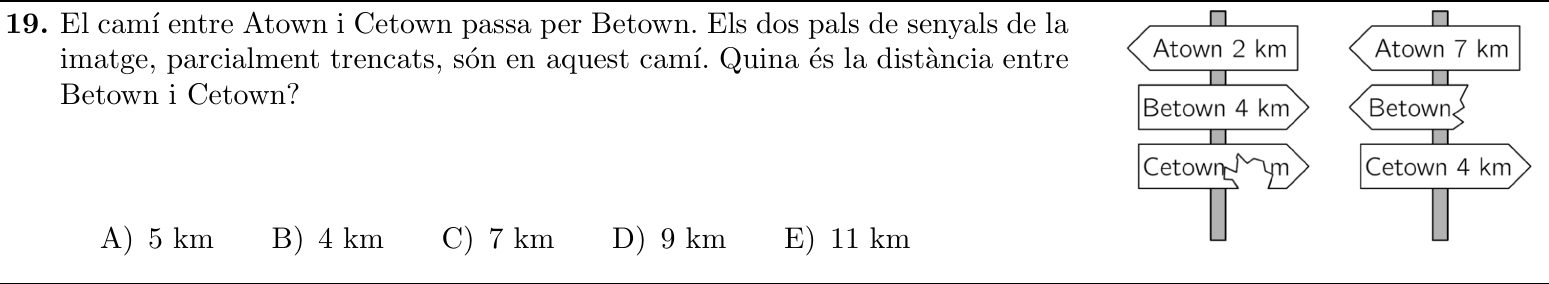 19. El camí entre Atown i Cetown passa per Betown. Els dos pals de senyals de la
imatge, parcialment trencats, són en aquest camí. Quina és la distància entre
Betown i Cetown?
Atown 2 km
Betown 4 km
Cetown m
Atown 7 km
Betown
Cetown 4 km
A) 5 km B) 4 km C) 7 km D) 9 km E) 11 km